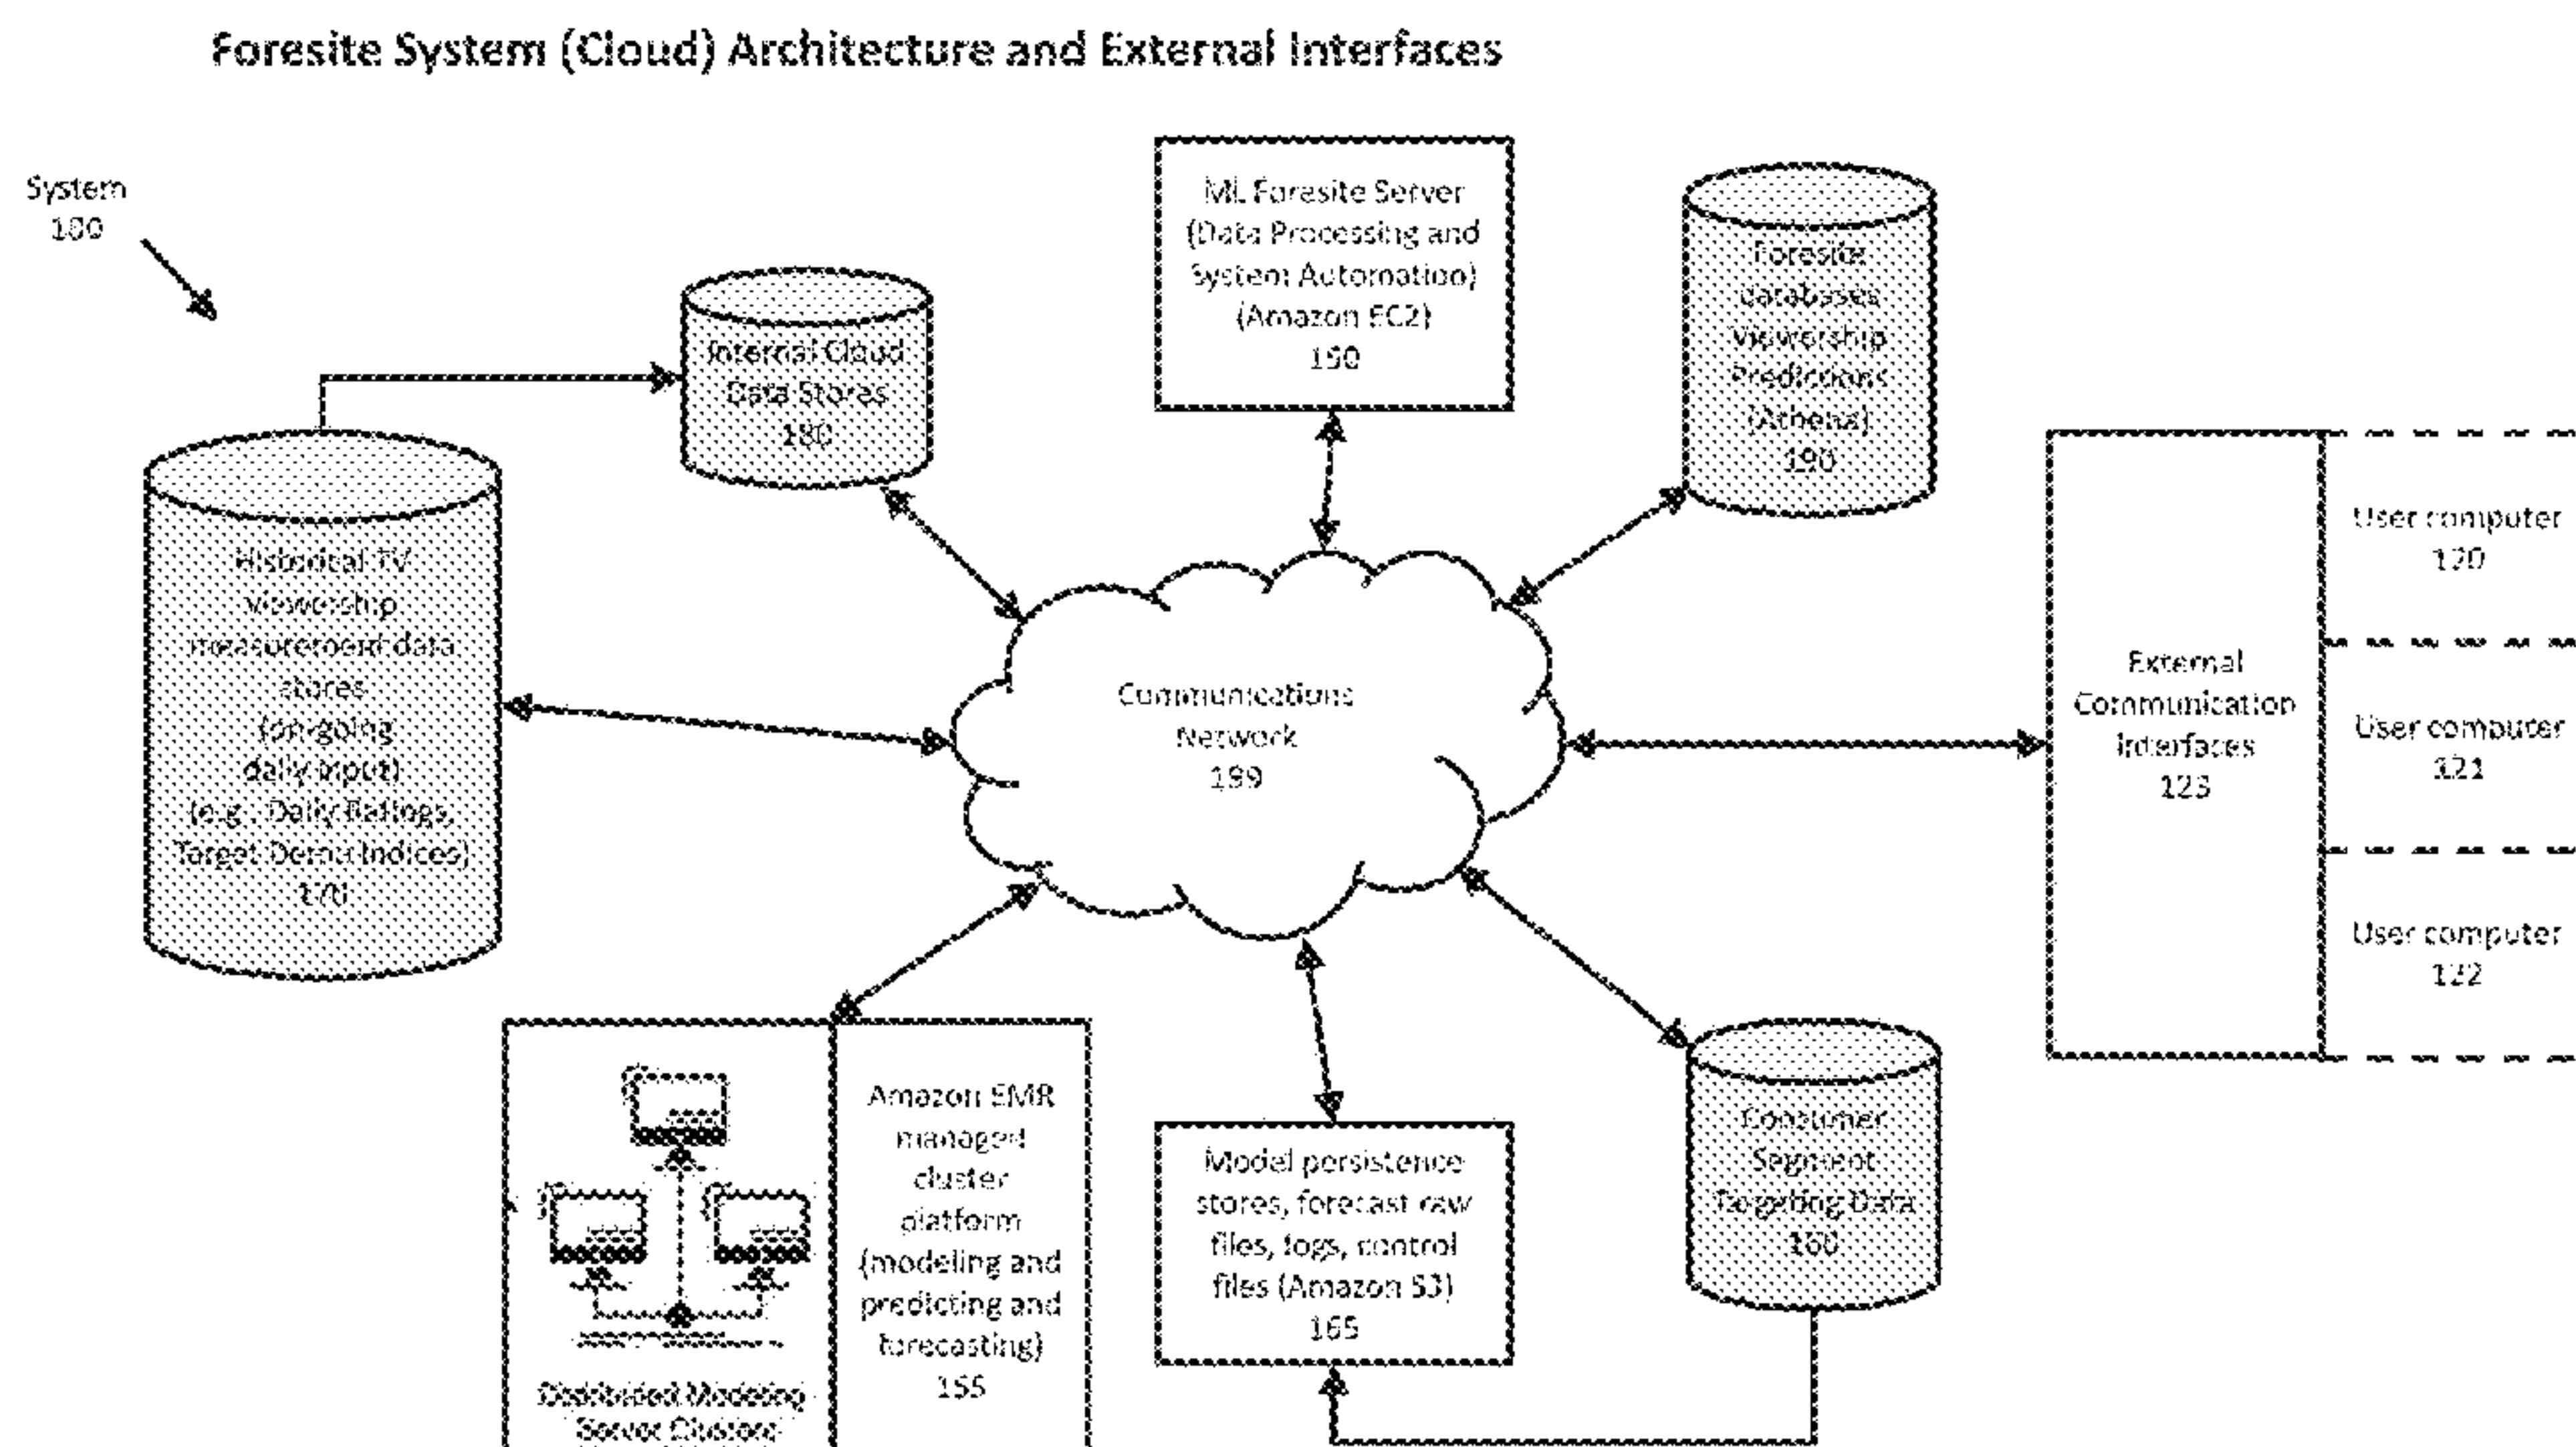 Foresite System (Cloud) Architecture and External Interfaces
System
100
ML Foresite Server
(Data Processing and
System Automation)
(Amazon EC2)
150
Foresite
databases
Viewership
Predictions
(Athena)
190
Internal Cloud
Data Stores
180
Historical TV
viewership
measurement data
stores
(on-going
daily input)
(e.g., Daily Ratings,
Target Demo Indices)
170
Communications
Network
199
External
Communication
Interfaces
123
User computer
120
User computer
121
User computer
122
Amazon EMR
managed
cluster
platform
(modeling and
predicting and
forecasting)
155
Distributed Modeling
Server Clusters
Model persistence
stores, forecast raw
files, logs, control
files (Amazon S3)
165
Consumer
Segment
Targeting Data
160